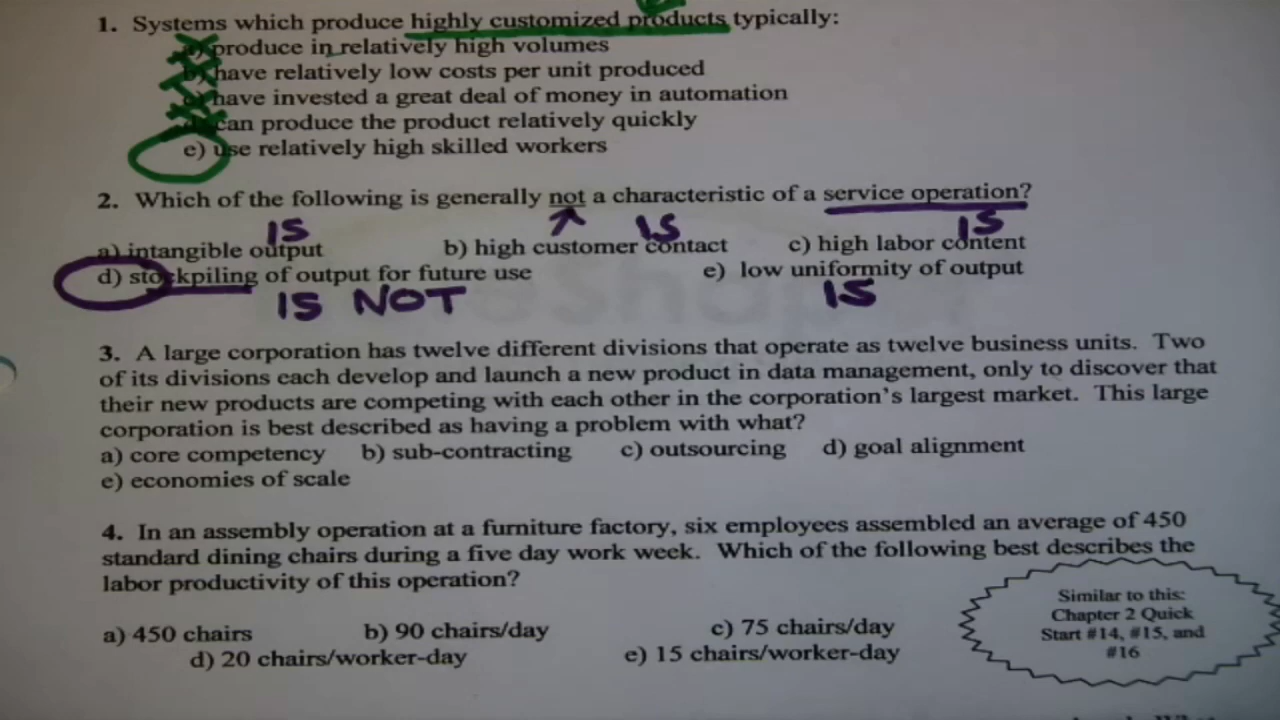 1. Systems which produce highly customized products typically:
a) produce in relatively high volumes
b) have relatively low costs per unit produced
c) have invested a great deal of money in automation
d) can produce the product relatively quickly
e) use relatively high skilled workers
2. Which of the following is generally not a characteristic of a service operation?
IS IS IS
a) intangible output b) high customer contact c) high labor content
d) stockpiling of output for future use e) low uniformity of output
IS NOT IS
3. A large corporation has twelve different divisions that operate as twelve business units. Two
of its divisions each develop and launch a new product in data management, only to discover that
their new products are competing with each other in the corporation's largest market. This large
corporation is best described as having a problem with what?
a) core competency b) sub-contracting c) outsourcing d) goal alignment
e) economies of scale
4. In an assembly operation at a furniture factory, six employees assembled an average of 450
standard dining chairs during a five day work week. Which of the following best describes the
labor productivity of this operation?
a) 450 chairs b) 90 chairs/day c) 75 chairs/day
d) 20 chairs/worker-day e) 15 chairs/worker-day
Similar to this:
Chapter 2 Quick
Start #14, #15, and
#16